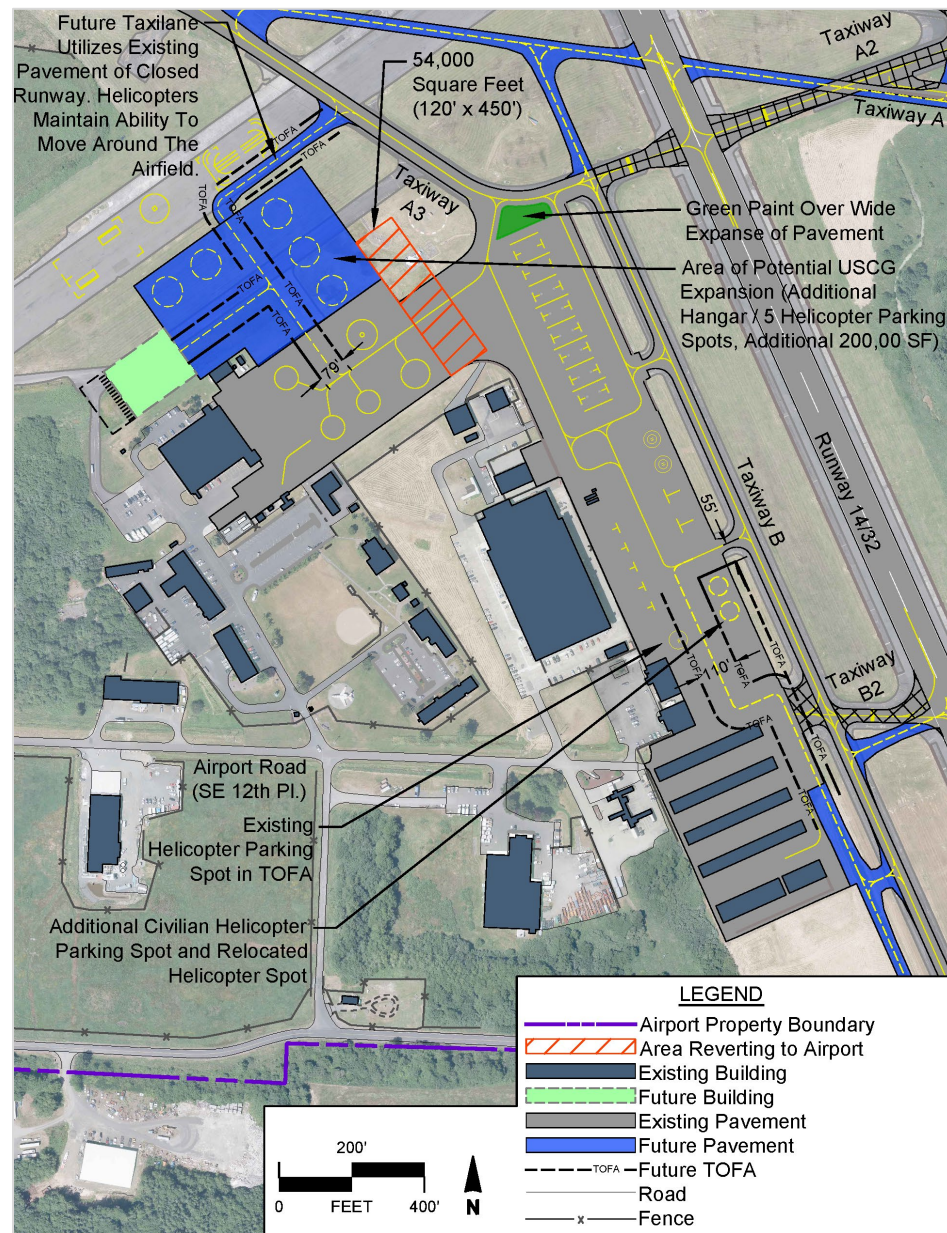 Future Taxilane
Utilizes Existing
Pavement of Closed
Runway. Helicopters
Maintain Ability To
Move Around The
Airfield.
54,000
Square Feet
(120' x 450')
Taxiway
A2
Taxiway A
Taxiway
A3
TOFA
TOFA
TOFA
TOFA
TOFA
TOFA
TOFA
Green Paint Over Wide
Expanse of Pavement
Area of Potential USCG
Expansion (Additional
Hangar / 5 Helicopter Parking
Spots, Additional 200,00 SF)
79'
Taxiway B
Runway 14/32
55'
110'
TOFA
TOFA
TOFA
TOFA
TOFA
TOFA
Taxiway
B2
Airport Road
(SE 12th Pl.)
Existing
Helicopter Parking
Spot in TOFA
Additional Civilian Helicopter
Parking Spot and Relocated
Helicopter Spot
LEGEND
Airport Property Boundary
Area Reverting to Airport
Existing Building
Future Building
Existing Pavement
Future Pavement
TOFA Future TOFA
Road
x Fence
200'
0 FEET 400'
N